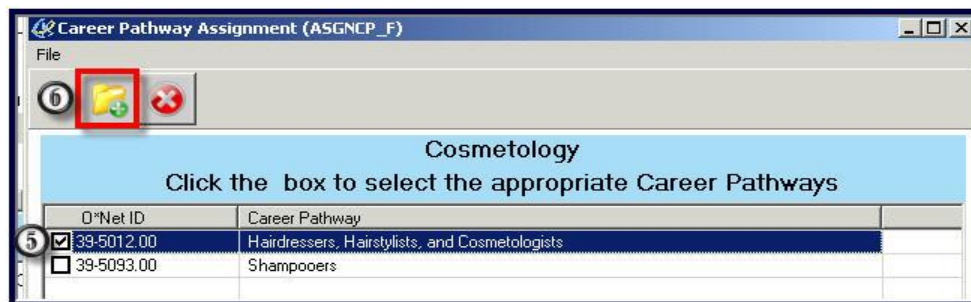 Career Pathway Assignment (ASGNCP_F)
File
6
Cosmetology
Click the box to select the appropriate Career Pathways
O*Net ID Career Pathway
5 39-5012.00 Hairdressers, Hairstylists, and Cosmetologists
39-5093.00 Shampooers